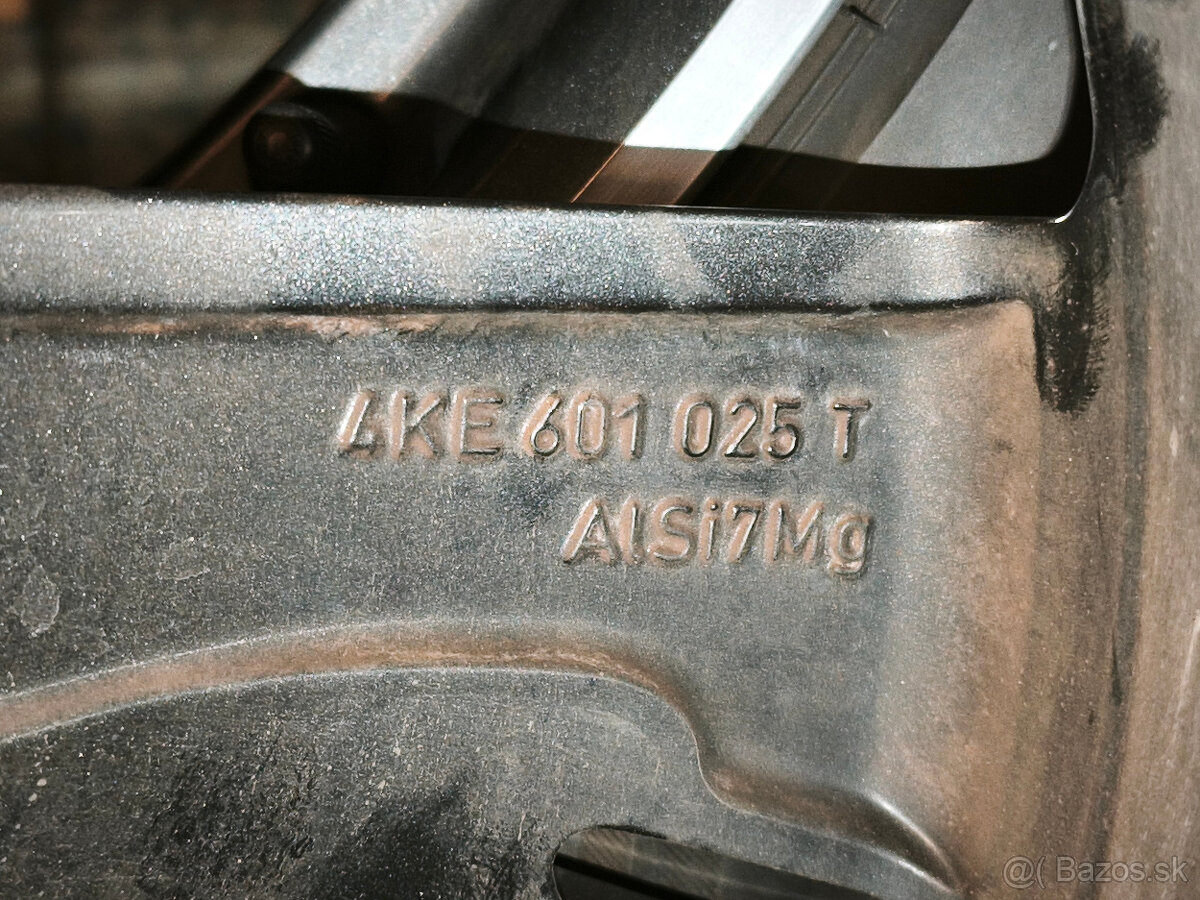 4KE 601 025 T
AlSi7Mg
@( Bazos.sk